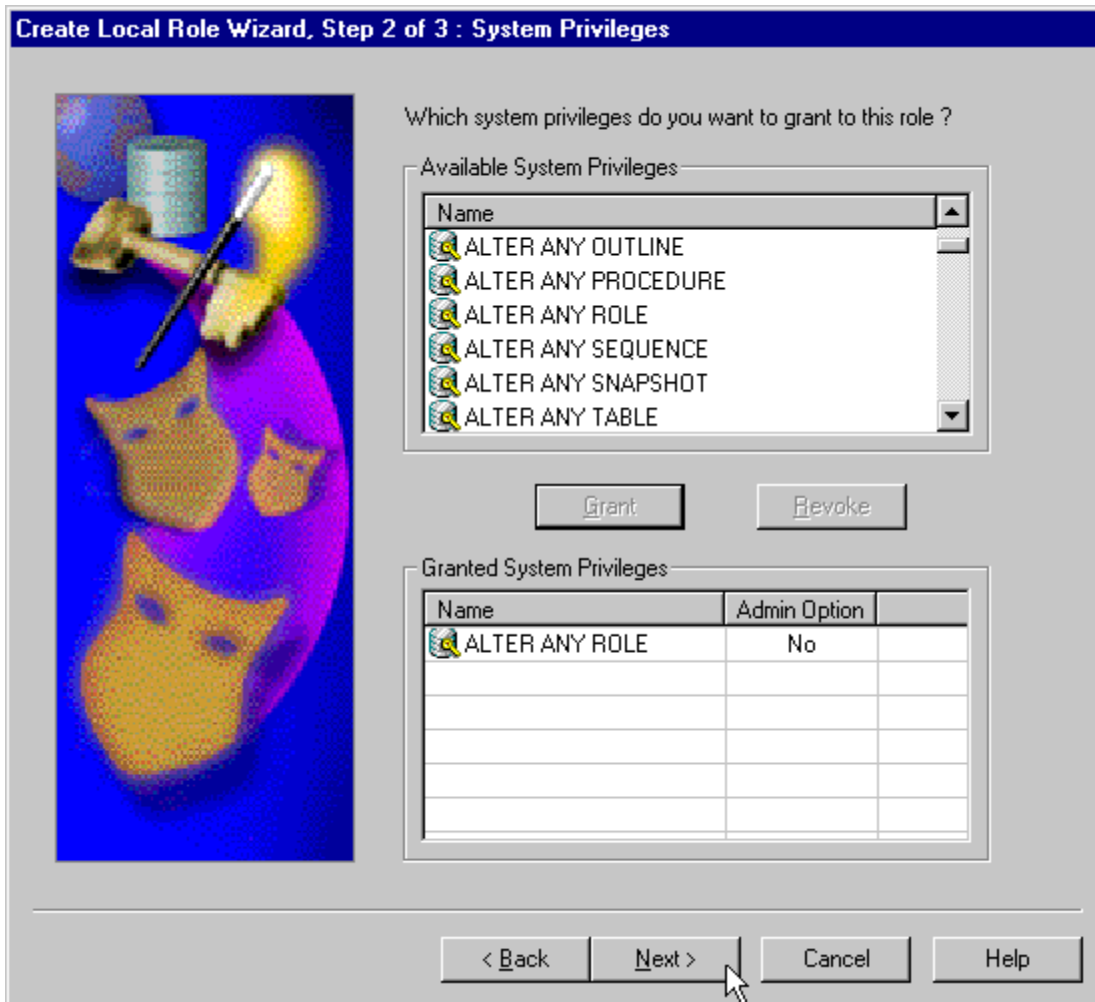 Create Local Role Wizard, Step 2 of 3 : System Privileges
Which system privileges do you want to grant to this role ?
Available System Privileges
Name
ALTER ANY OUTLINE
ALTER ANY PROCEDURE
ALTER ANY ROLE
ALTER ANY SEQUENCE
ALTER ANY SNAPSHOT
ALTER ANY TABLE
Grant Revoke
Granted System Privileges
Name Admin Option
ALTER ANY ROLE No
< Back Next > Cancel Help